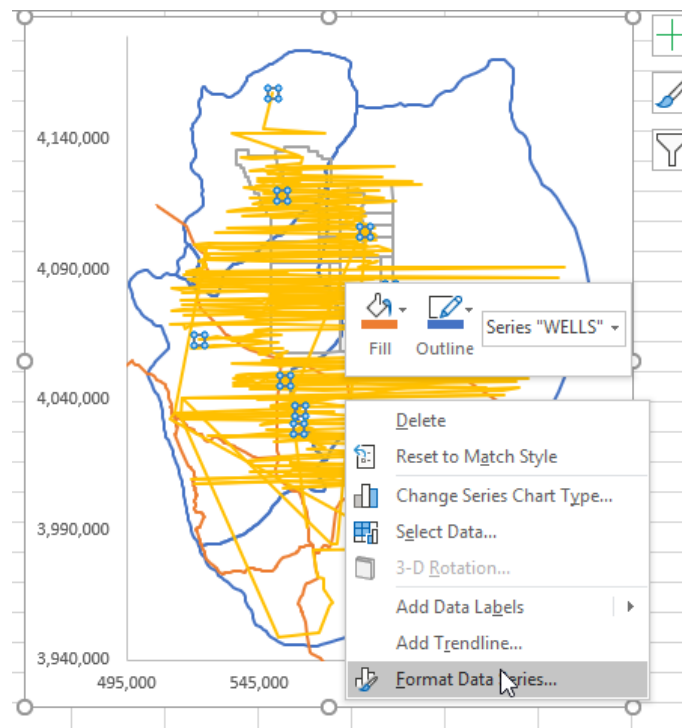 4,140,000
4,090,000
4,040,000
3,990,000
3,940,000
495,000
545,000
Fill
Outline
Series "WELLS"
Delete
Reset to Match Style
Change Series Chart Type...
Select Data...
3-D Rotation...
Add Data Labels
Add Trendline...
Format Data Series...